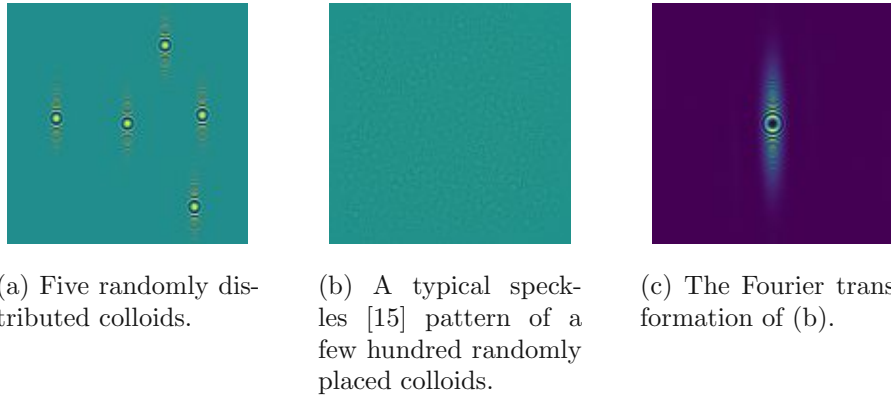 (a) Five randomly dis-
tributed colloids.
(b) A typical speck-
les [15] pattern of a
few hundred randomly
placed colloids.
(c) The Fourier trans
formation of (b).